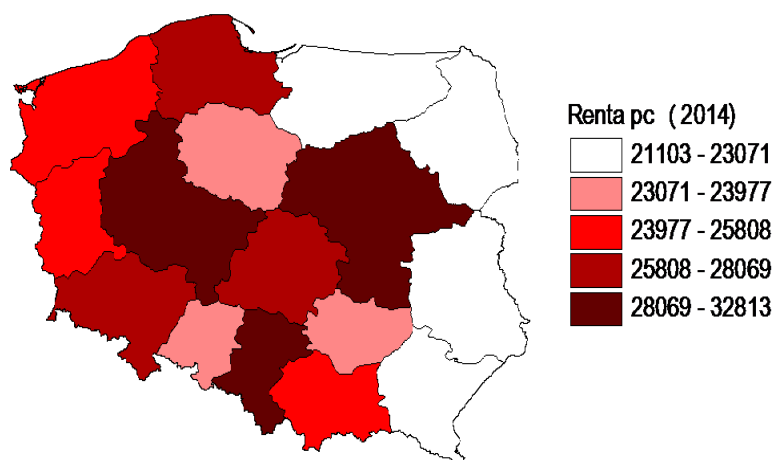 Renta pc (2014)
21103 - 23071
23071 - 23977
23977 - 25808
25808 - 28069
28069 - 32813